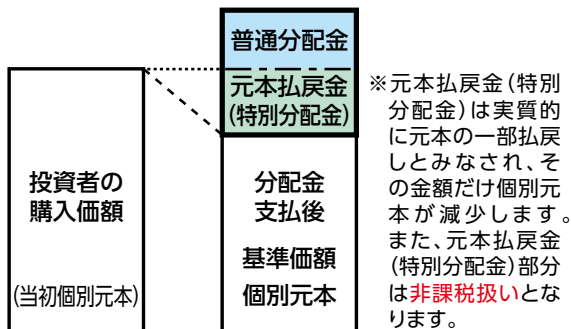 普通分配金
元本払戻金
(特別分配金)
投資者の
購入価額
(当初個別元本)
分配金
支払後
基準価額
個別元本
※元本払戻金(特別
分配金)は実質的
に元本の一部払戻
しとみなされ、そ
の金額だけ個別元
本が減少します。
また、元本払戻金
(特別分配金)部分
は非課税扱いとな
ります。